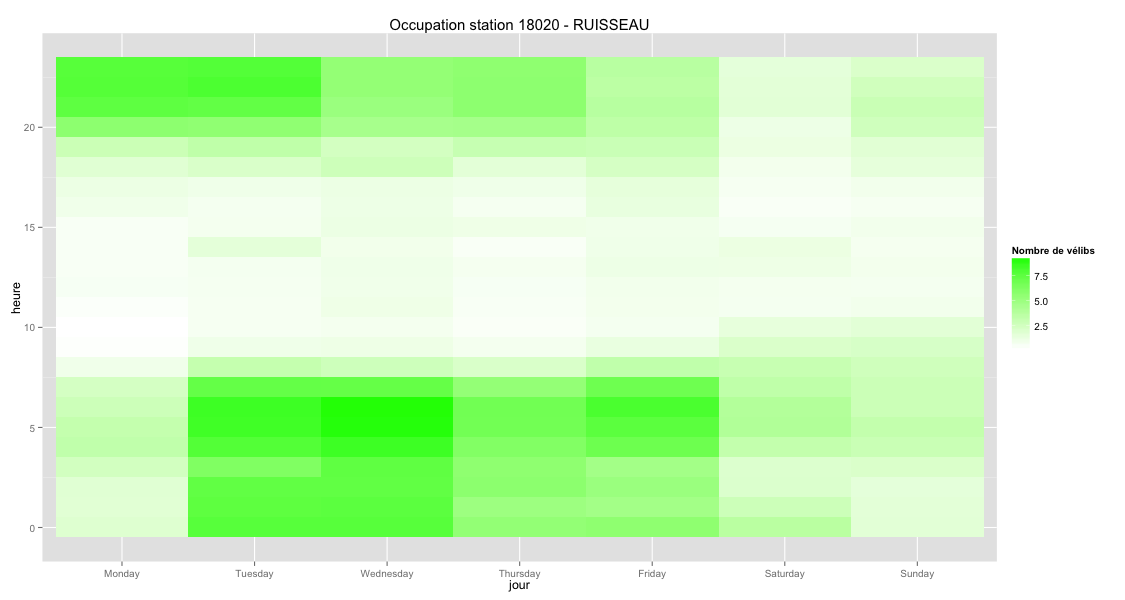 Occupation station 18020 - RUISSEAU
heure
20
15
10
5
0
Monday Tuesday Wednesday Thursday Friday Saturday Sunday
jour
Nombre de vélibs
7.5
5.0
2.5